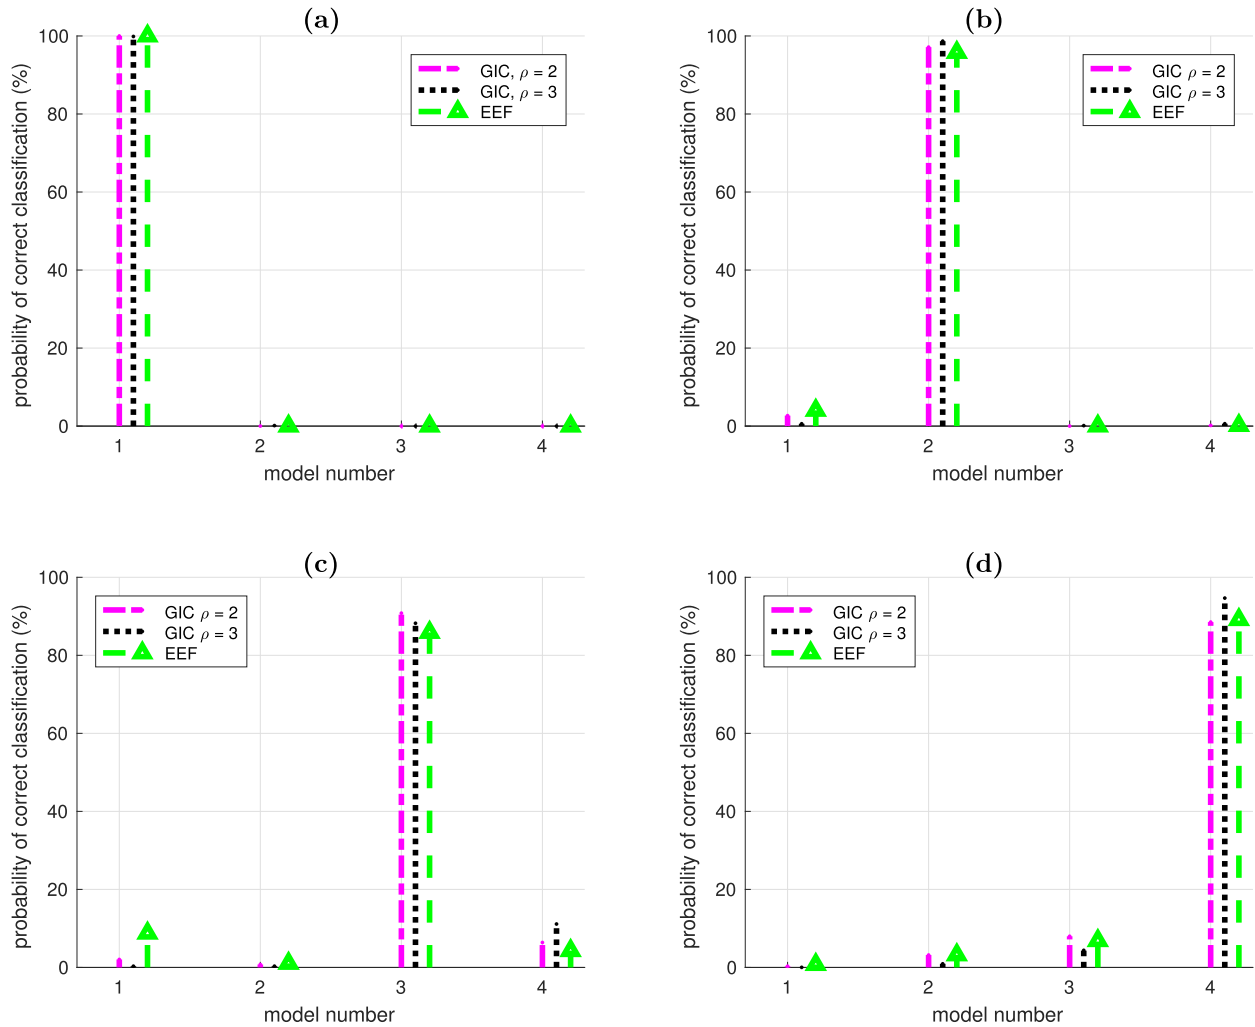 (a)
probability of correct classification (%)
100
80
60
40
20
0
1 2 3 4
model number
GIC, ρ = 2
GIC, ρ = 3
EEF
(b)
probability of correct classification (%)
100
80
60
40
20
0
1 2 3 4
model number
GIC ρ = 2
GIC ρ = 3
EEF
(c)
probability of correct classification (%)
100
80
60
40
20
0
1 2 3 4
model number
GIC ρ = 2
GIC ρ = 3
EEF
(d)
probability of correct classification (%)
100
80
60
40
20
0
1 2 3 4
model number
GIC ρ = 2
GIC ρ = 3
EEF